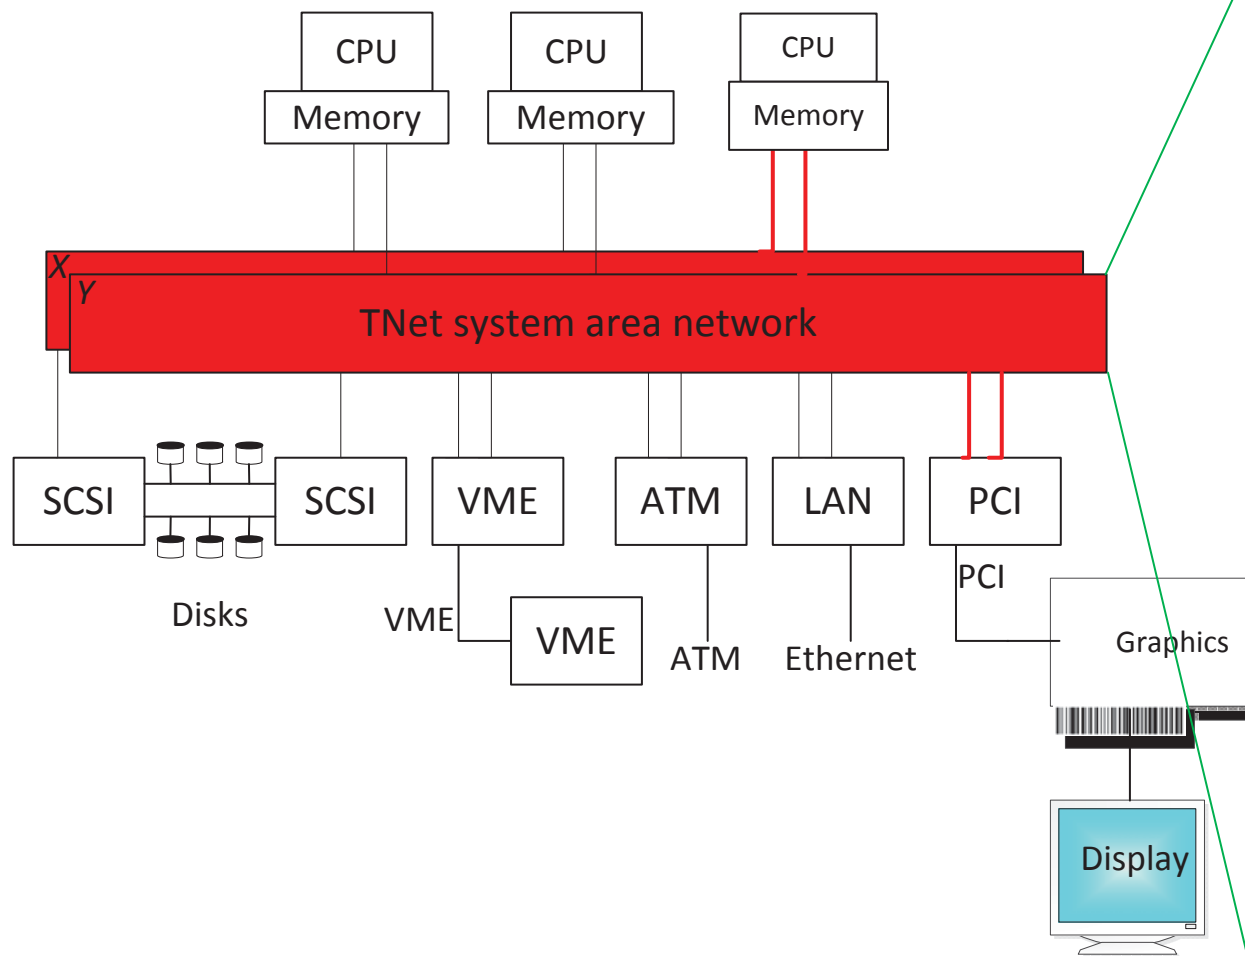 CPU
CPU
CPU
Memory
Memory
Memory
X
Y
TNet system area network
SCSI
SCSI
VME
ATM
LAN
PCI
PCI
Disks
VME
VME
ATM
Ethernet
Graphics
Display